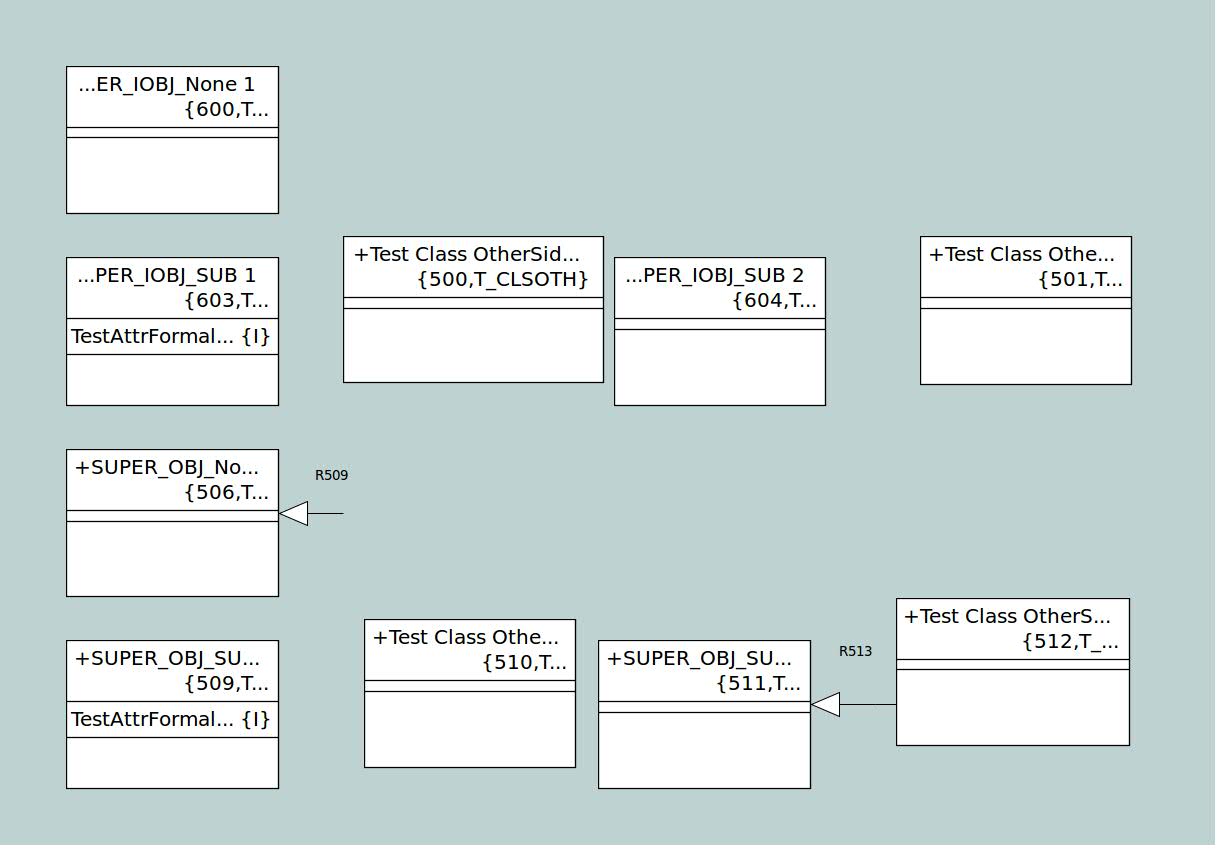 ...ER_IOBJ_None 1
{600,T...
...PER_IOBJ_SUB 1
{603,T...
TestAttrFormal... {I}
+Test Class OtherSid...
{500,T_CLSOTH}
...PER_IOBJ_SUB 2
{604,T...
+Test Class Othe...
{501,T...
+SUPER_OBJ_No...
{506,T...
R509
+SUPER_OBJ_SU...
{509,T...
TestAttrFormal... {I}
+Test Class Othe...
{510,T...
+SUPER_OBJ_SU...
{511,T...
R513
+Test Class OtherS...
{512,T_...